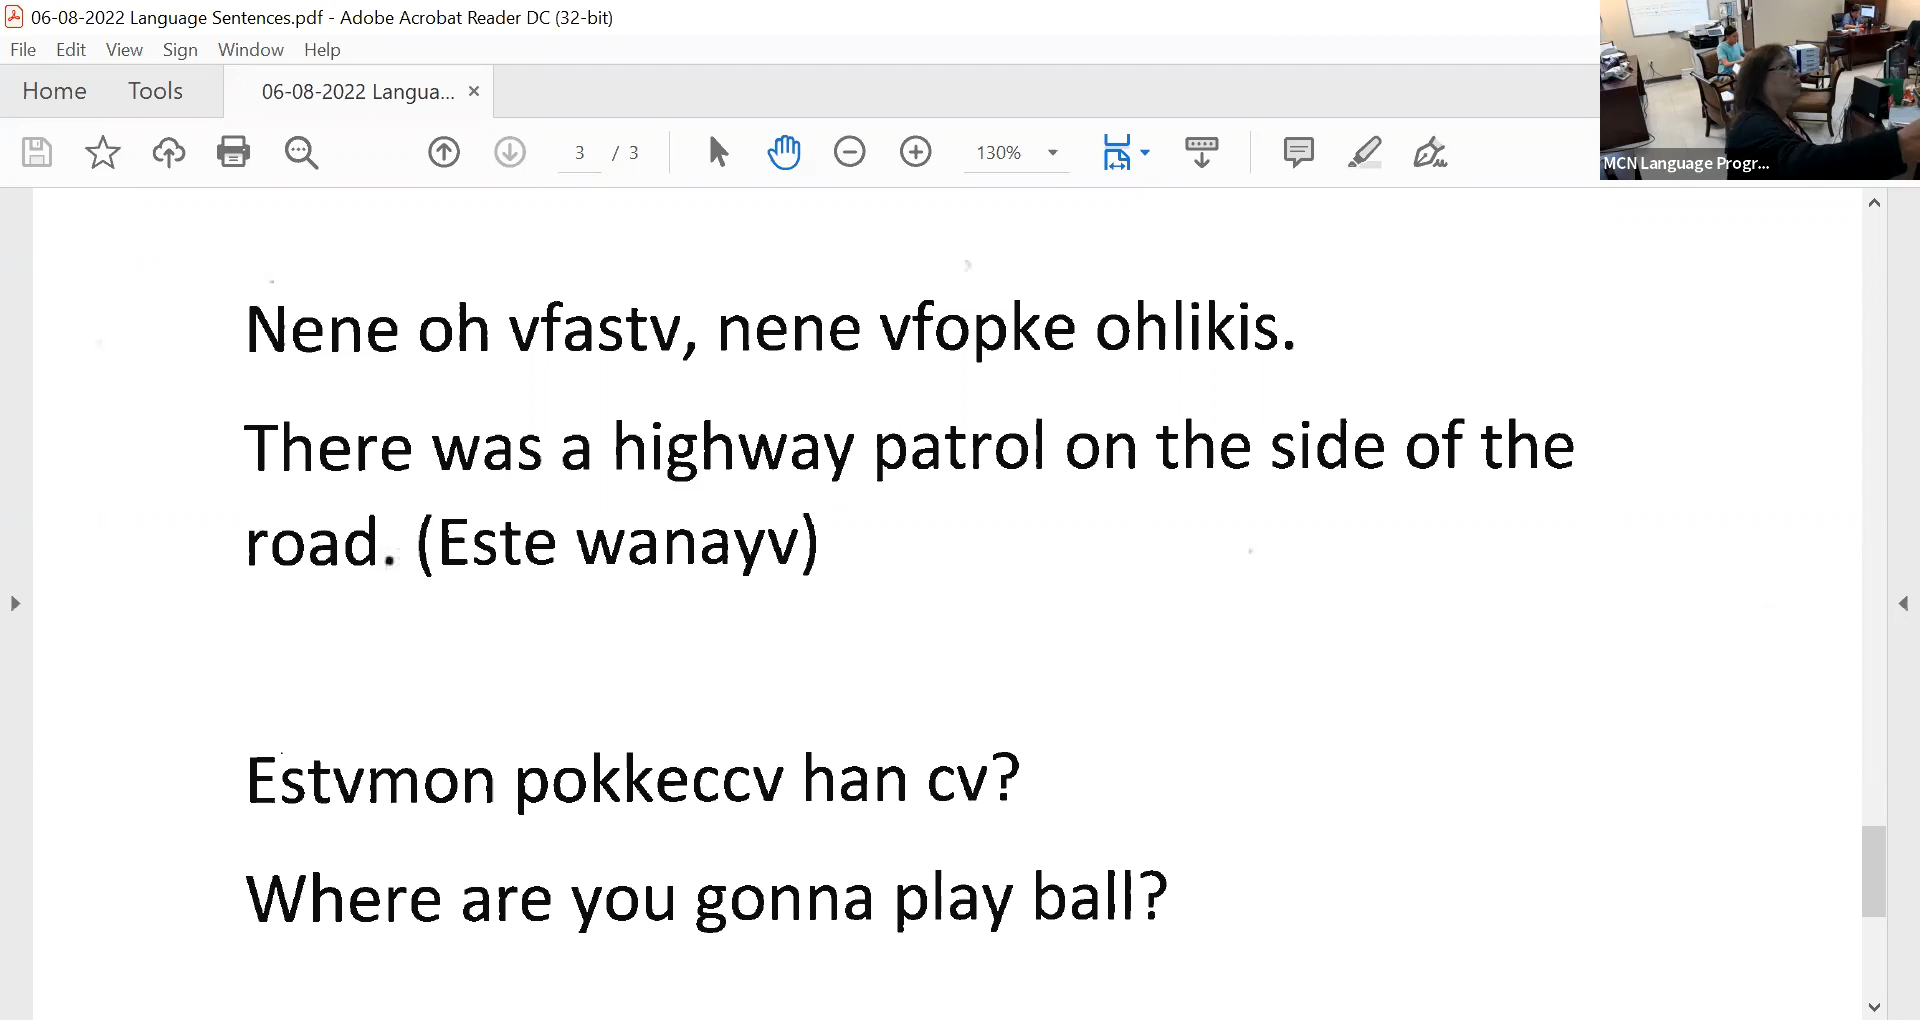 06-08-2022 Language Sentences.pdf - Adobe Acrobat Reader DC (32-bit)
File Edit View Sign Window Help
Home Tools 06-08-2022 Langua... ×
3 / 3 130%
MCN Language Progr...
Nene oh vfastv, nene vfopke ohlikis.
There was a highway patrol on the side of the
road. (Este wanayv)
Estvmon pokkeccv han cv?
Where are you gonna play ball?